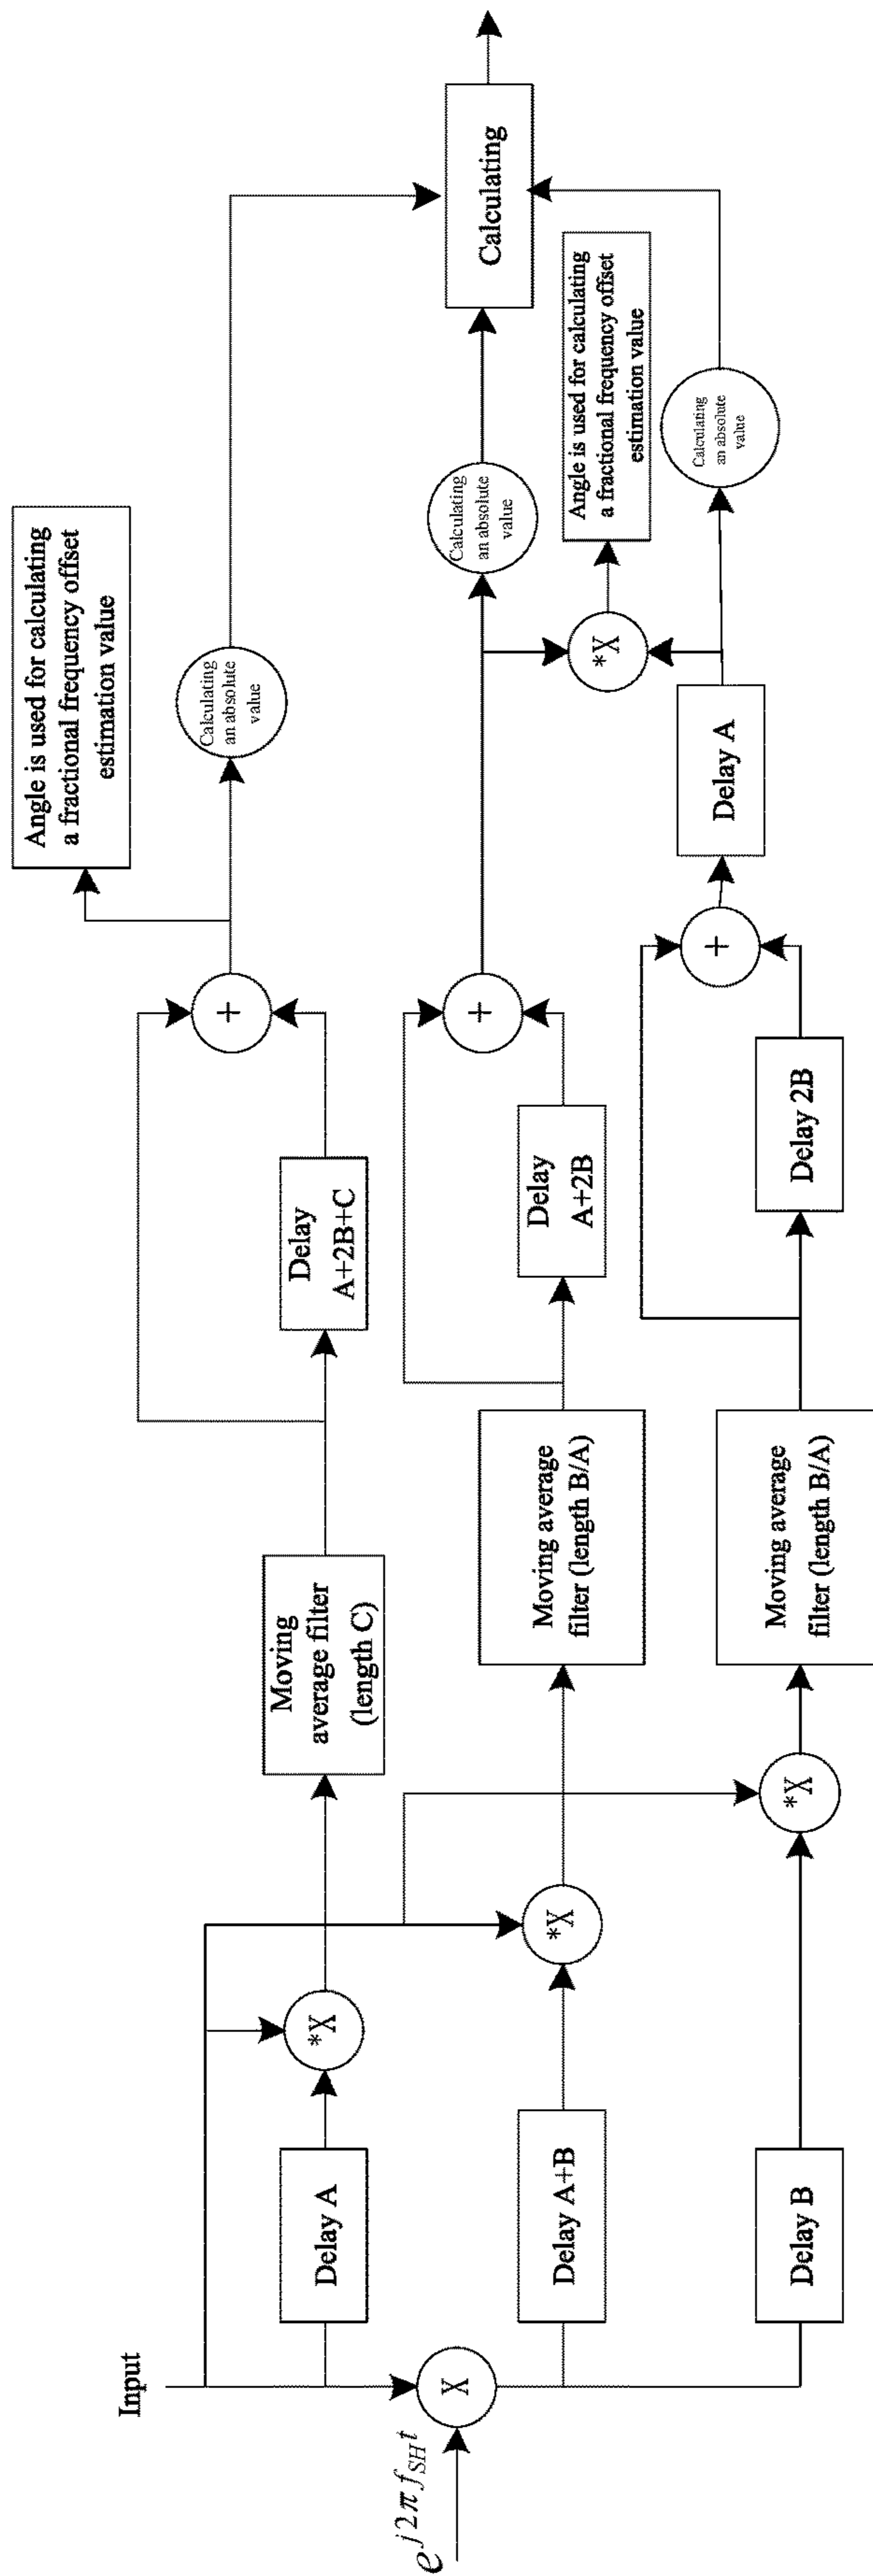 Input
e^{j2πf_{SH}t}
X
Delay A
*X
Moving
average filter
(length C)
Delay
A+2B+C
+
Angle is used for calculating
a fractional frequency offset
estimation value
Calculating
an absolute
value
Delay A+B
*X
Moving average
filter (length B/A)
Delay
A+2B
+
Calculating
an absolute
value
Calculating
*X
Angle is used for calculating
a fractional frequency offset
estimation value
Delay B
*X
Moving average
filter (length B/A)
Delay 2B
+
Delay A
Calculating
an absolute
value